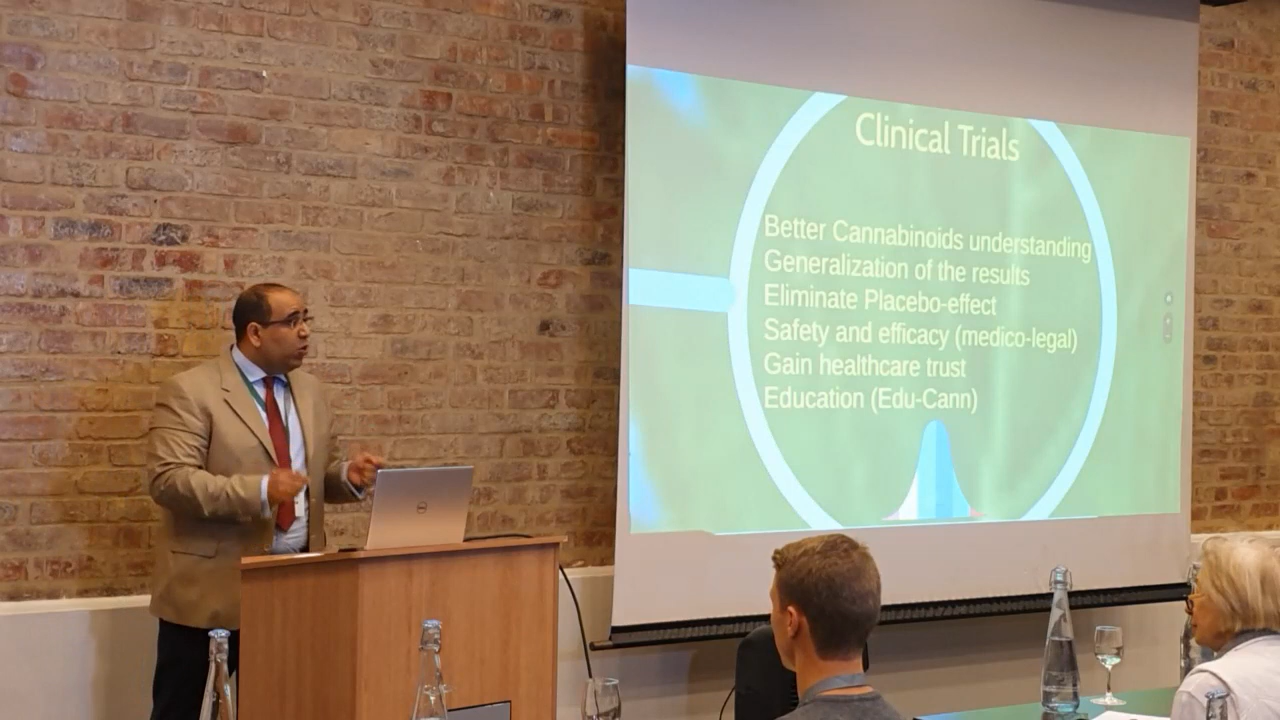 Clinical Trials
Better Cannabinoids understanding
Generalization of the results
Eliminate Placebo-effect
Safety and efficacy (medico-legal)
Gain healthcare trust
Education (Edu-Cann)
DELL